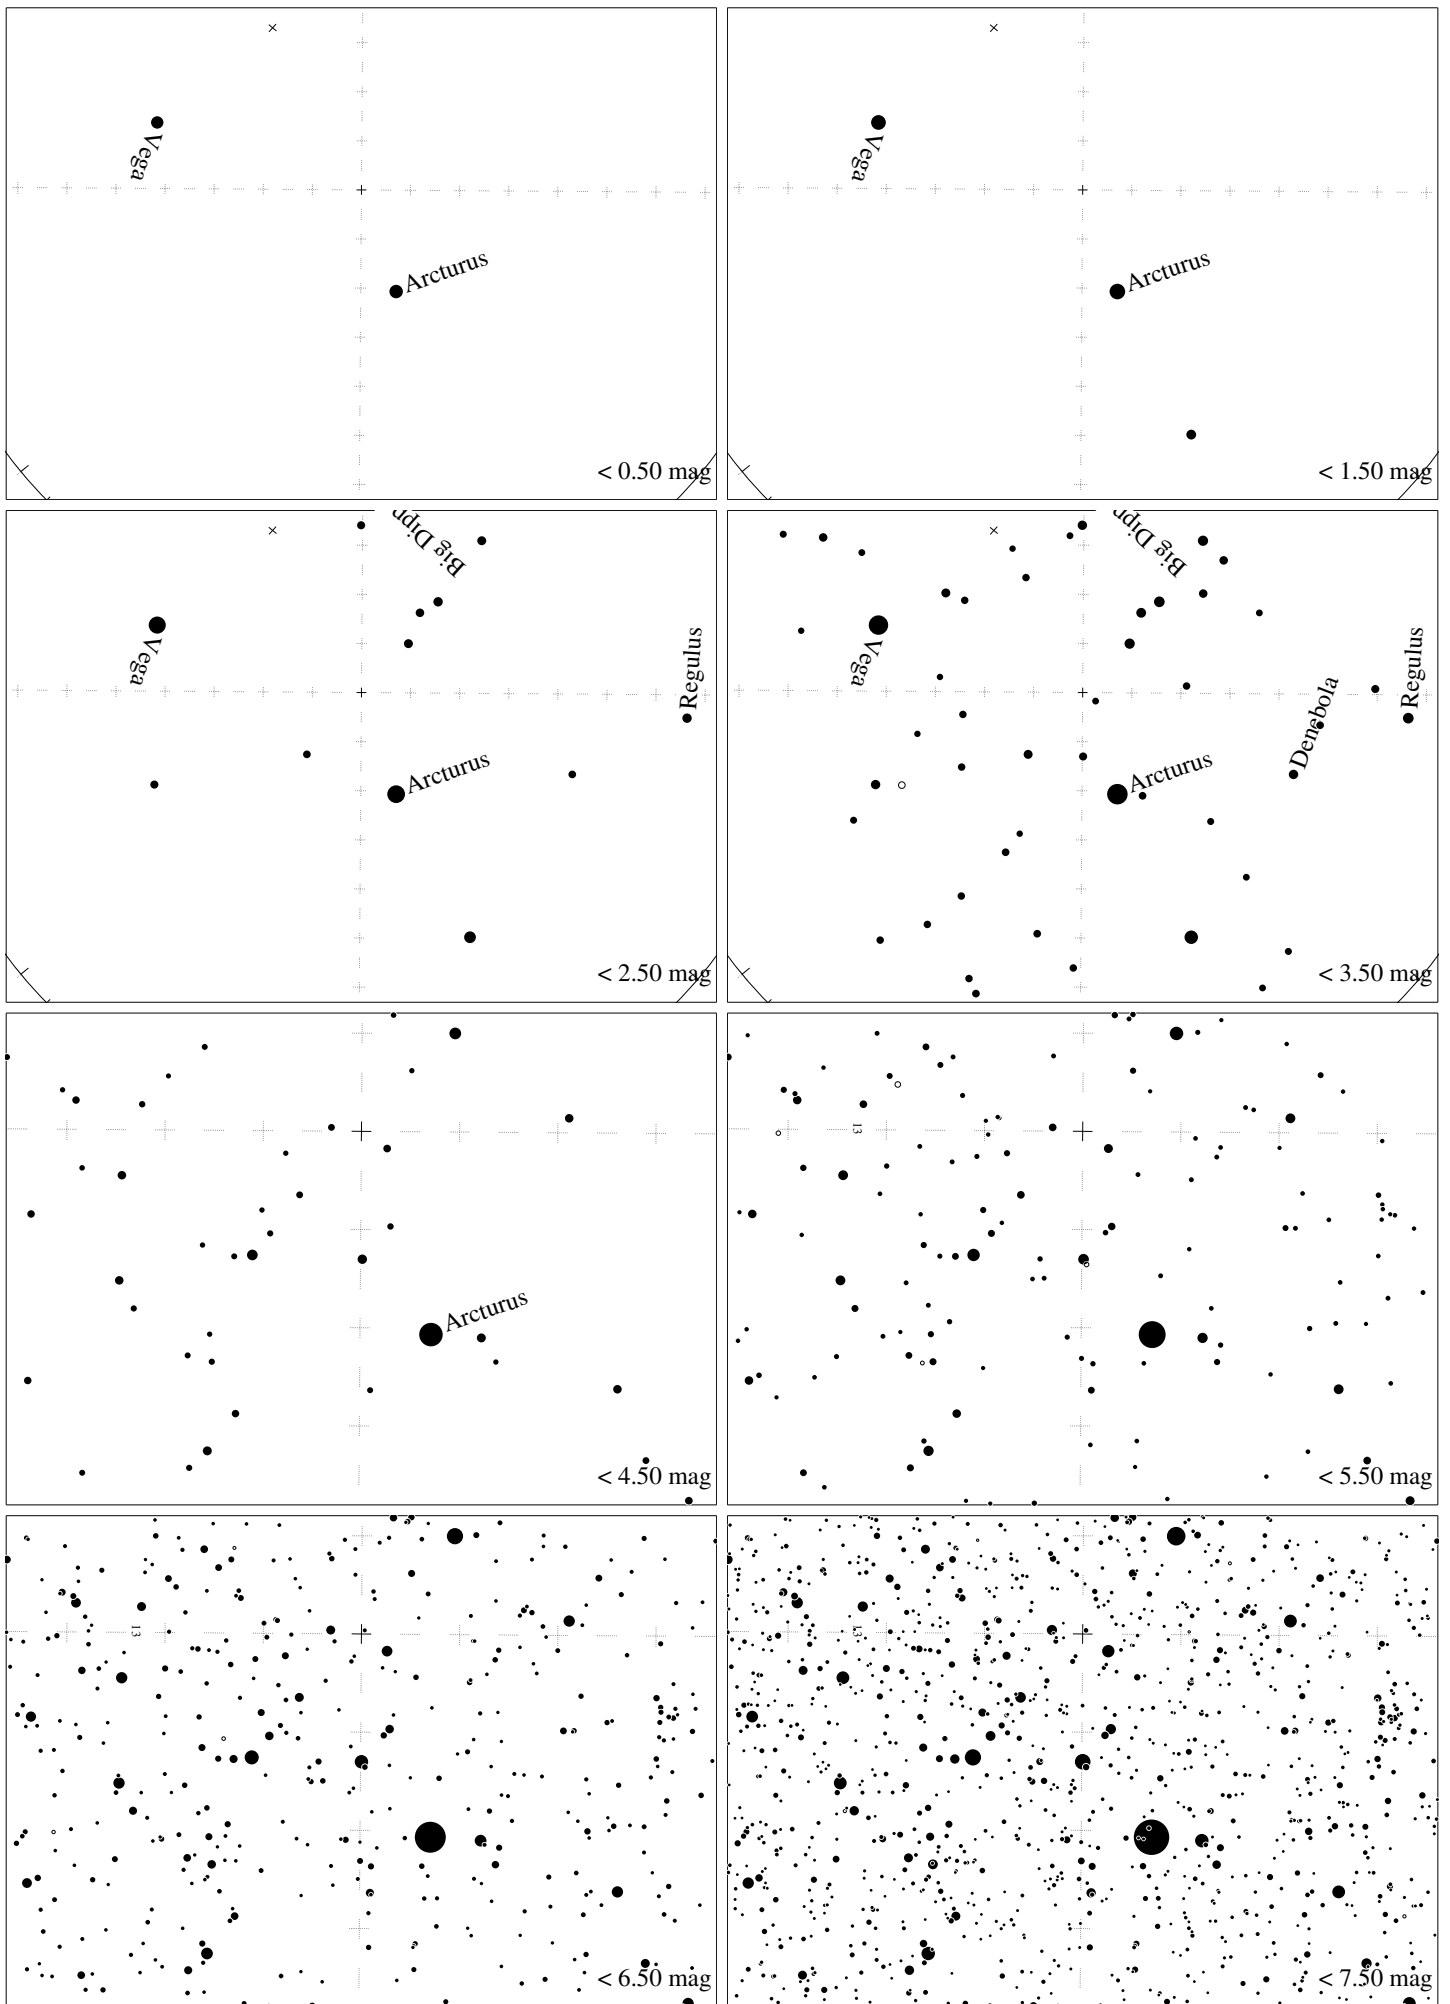 Vega
Arcturus
< 0.50 mag
Vega
Arcturus
< 1.50 mag
Big Dipp
Vega
Regulus
Arcturus
< 2.50 mag
Big Dipp
Vega
Regulus
Denebola
Arcturus
< 3.50 mag
Arcturus
< 4.50 mag
13
< 5.50 mag
13
< 6.50 mag
13
< 7.50 mag